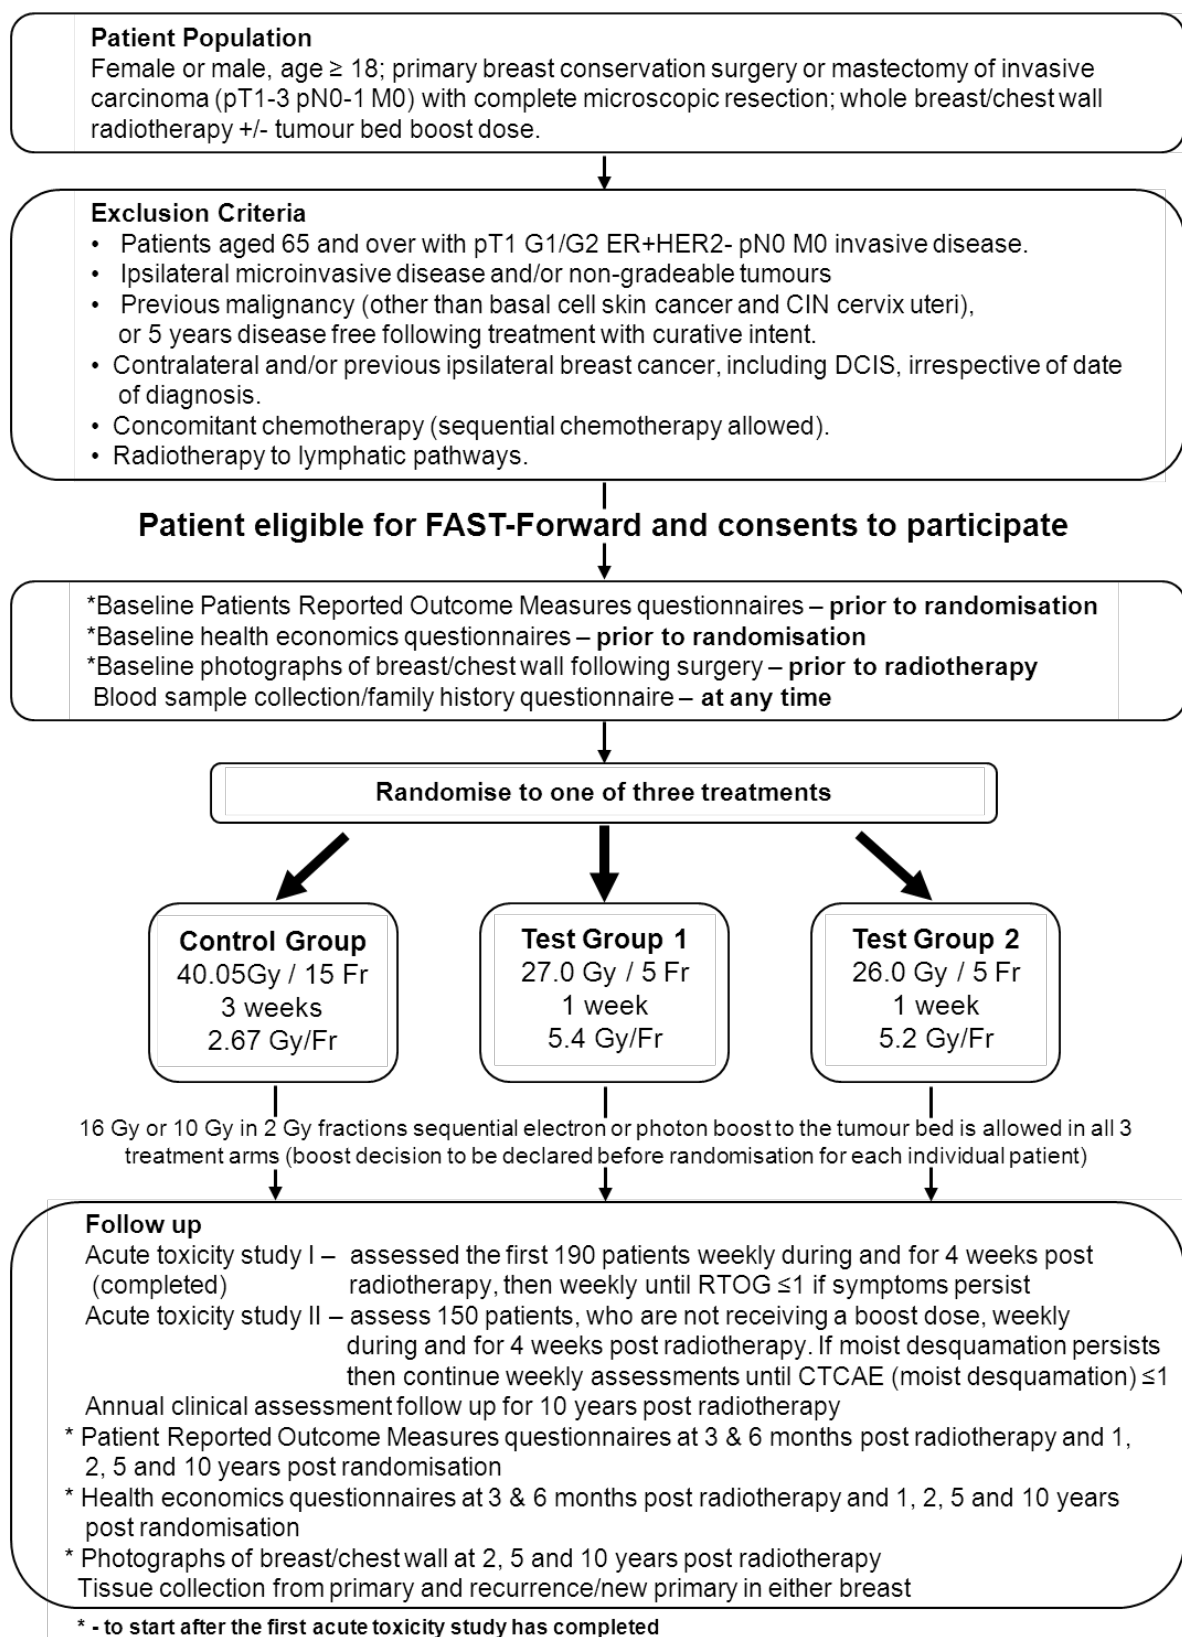 Patient Population
Female or male, age ≥ 18; primary breast conservation surgery or mastectomy of invasive
carcinoma (pT1-3 pN0-1 M0) with complete microscopic resection; whole breast/chest wall
radiotherapy +/- tumour bed boost dose.
Exclusion Criteria
• Patients aged 65 and over with pT1 G1/G2 ER+HER2- pN0 M0 invasive disease.
• Ipsilateral microinvasive disease and/or non-gradeable tumours
• Previous malignancy (other than basal cell skin cancer and CIN cervix uteri),
or 5 years disease free following treatment with curative intent.
• Contralateral and/or previous ipsilateral breast cancer, including DCIS, irrespective of date
of diagnosis.
• Concomitant chemotherapy (sequential chemotherapy allowed).
• Radiotherapy to lymphatic pathways.
Patient eligible for FAST-Forward and consents to participate
*Baseline Patients Reported Outcome Measures questionnaires – prior to randomisation
*Baseline health economics questionnaires – prior to randomisation
*Baseline photographs of breast/chest wall following surgery – prior to radiotherapy
Blood sample collection/family history questionnaire – at any time
Randomise to one of three treatments
Control Group
40.05Gy / 15 Fr
3 weeks
2.67 Gy/Fr
Test Group 1
27.0 Gy / 5 Fr
1 week
5.4 Gy/Fr
Test Group 2
26.0 Gy / 5 Fr
1 week
5.2 Gy/Fr
16 Gy or 10 Gy in 2 Gy fractions sequential electron or photon boost to the tumour bed is allowed in all 3
treatment arms (boost decision to be declared before randomisation for each individual patient)
Follow up
Acute toxicity study I – assessed the first 190 patients weekly during and for 4 weeks post
(completed) radiotherapy, then weekly until RTOG ≤1 if symptoms persist
Acute toxicity study II – assess 150 patients, who are not receiving a boost dose, weekly
during and for 4 weeks post radiotherapy. If moist desquamation persists
then continue weekly assessments until CTCAE (moist desquamation) ≤1
Annual clinical assessment follow up for 10 years post radiotherapy
* Patient Reported Outcome Measures questionnaires at 3 & 6 months post radiotherapy and 1,
2, 5 and 10 years post randomisation
* Health economics questionnaires at 3 & 6 months post radiotherapy and 1, 2, 5 and 10 years
post randomisation
* Photographs of breast/chest wall at 2, 5 and 10 years post radiotherapy
Tissue collection from primary and recurrence/new primary in either breast
* - to start after the first acute toxicity study has completed